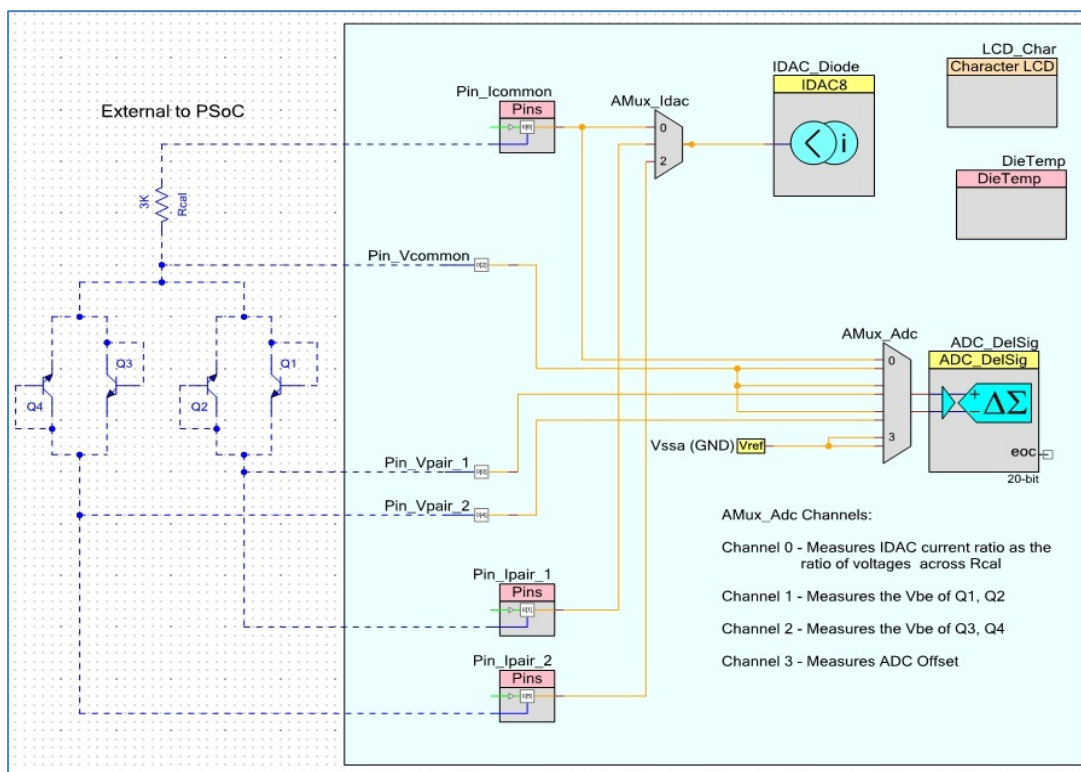 LCD_Char
Character LCD
IDAC_Diode
IDAC8
Pin_Icommon
Pins
AMux_Idac
External to PSoC
0
2
DieTemp
DieTemp
3K
Rcal
Pin_Vcommon
AMux_Adc
ADC_DelSig
ADC_DelSig
0
Q3
Q1
Q4
Q2
+
ΔΣ
-
3
Vssa (GND) Vref
eoc
20-bit
Pin_Vpair_1
Pin_Vpair_2
AMux_Adc Channels:
Channel 0 - Measures IDAC current ratio as the
ratio of voltages across Rcal
Pin_Ipair_1
Pins
Channel 1 - Measures the Vbe of Q1, Q2
Channel 2 - Measures the Vbe of Q3, Q4
Pin_Ipair_2
Pins
Channel 3 - Measures ADC Offset